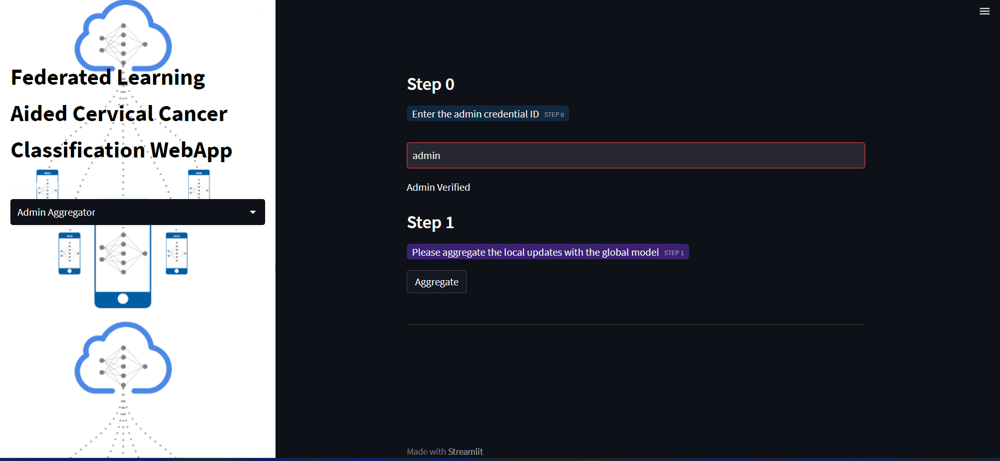 Federated Learning
Aided Cervical Cancer
Classification WebApp
Admin Aggregator
Step 0
Enter the admin credential ID STEP 0
admin
Admin Verified
Step 1
Please aggregate the local updates with the global model STEP 1
Aggregate
Made with Streamlit